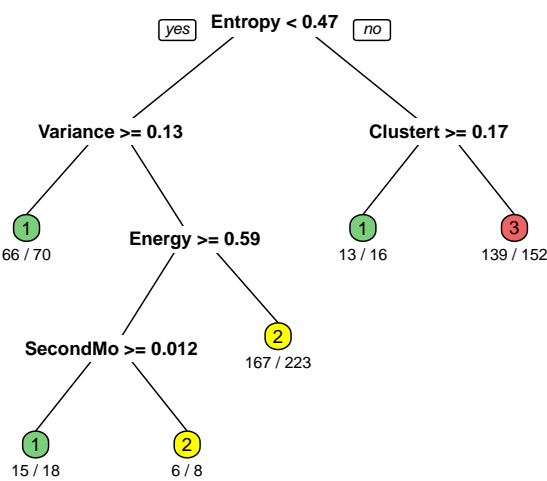 yes Entropy < 0.47 no
Variance >= 0.13
Clustert >= 0.17
1
66 / 70
Energy >= 0.59
1
13 / 16
3
139 / 152
SecondMo >= 0.012
2
167 / 223
1
15 / 18
2
6 / 8